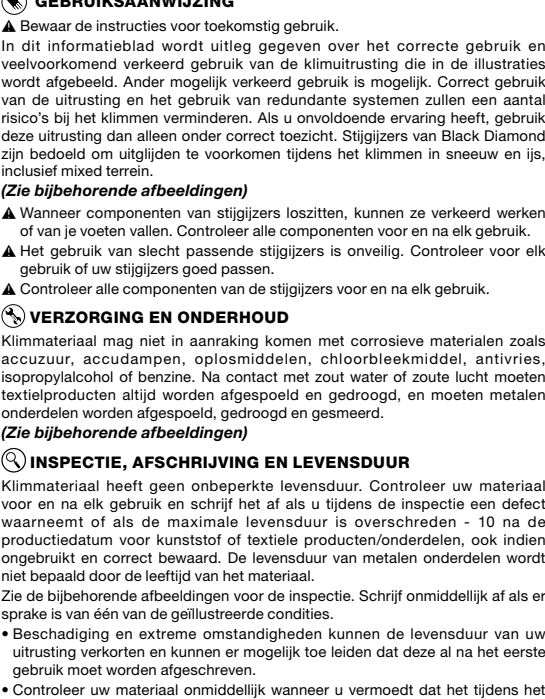 GEBRUIKSAANWIJZING
▲ Bewaar de instructies voor toekomstig gebruik.
In dit informatieblad wordt uitleg gegeven over het correcte gebruik en
veelvoorkomend verkeerd gebruik van de klimuitrusting die in de illustraties
wordt afgebeeld. Ander mogelijk verkeerd gebruik is mogelijk. Correct gebruik
van de uitrusting en het gebruik van redundante systemen zullen een aantal
risico's bij het klimmen verminderen. Als u onvoldoende ervaring heeft, gebruik
deze uitrusting dan alleen onder correct toezicht. Stijgijzers van Black Diamond
zijn bedoeld om uitglijden te voorkomen tijdens het klimmen in sneeuw en ijs,
inclusief mixed terrein.
(Zie bijbehorende afbeeldingen)
▲ Wanneer componenten van stijgijzers loszitten, kunnen ze verkeerd werken
of van je voeten vallen. Controleer alle componenten voor en na elk gebruik.
▲ Het gebruik van slecht passende stijgijzers is onveilig. Controleer voor elk
gebruik of uw stijgijzers goed passen.
▲ Controleer alle componenten van de stijgijzers voor en na elk gebruik.
VERZORGING EN ONDERHOUD
Klimmateriaal mag niet in aanraking komen met corrosieve materialen zoals
accuzuur, accudampen, oplosmiddelen, chloorbleekmiddel, antivries,
isopropylalcohol of benzine. Na contact met zout water of zoute lucht moeten
textielproducten altijd worden afgespoeld en gedroogd, en moeten metalen
onderdelen worden afgespoeld, gedroogd en gesmeerd.
(Zie bijbehorende afbeeldingen)
INSPECTIE, AFSCHRIJVING EN LEVENSDUUR
Klimmateriaal heeft geen onbeperkte levensduur. Controleer uw materiaal
voor en na elk gebruik en schrijf het af als u tijdens de inspectie een defect
waarneemt of als de maximale levensduur is overschreden - 10 na de
productiedatum voor kunststof of textiele producten/onderdelen, ook indien
ongebruikt en correct bewaard. De levensduur van metalen onderdelen wordt
niet bepaald door de leeftijd van het materiaal.
Zie de bijbehorende afbeeldingen voor de inspectie. Schrijf onmiddellijk af als er
sprake is van één van de geïllustreerde condities.
• Beschadiging en extreme omstandigheden kunnen de levensduur van uw
uitrusting verkorten en kunnen er mogelijk toe leiden dat deze al na het eerste
gebruik moet worden afgeschreven.
• Controleer uw materiaal onmiddellijk wanneer u vermoedt dat het tijdens het